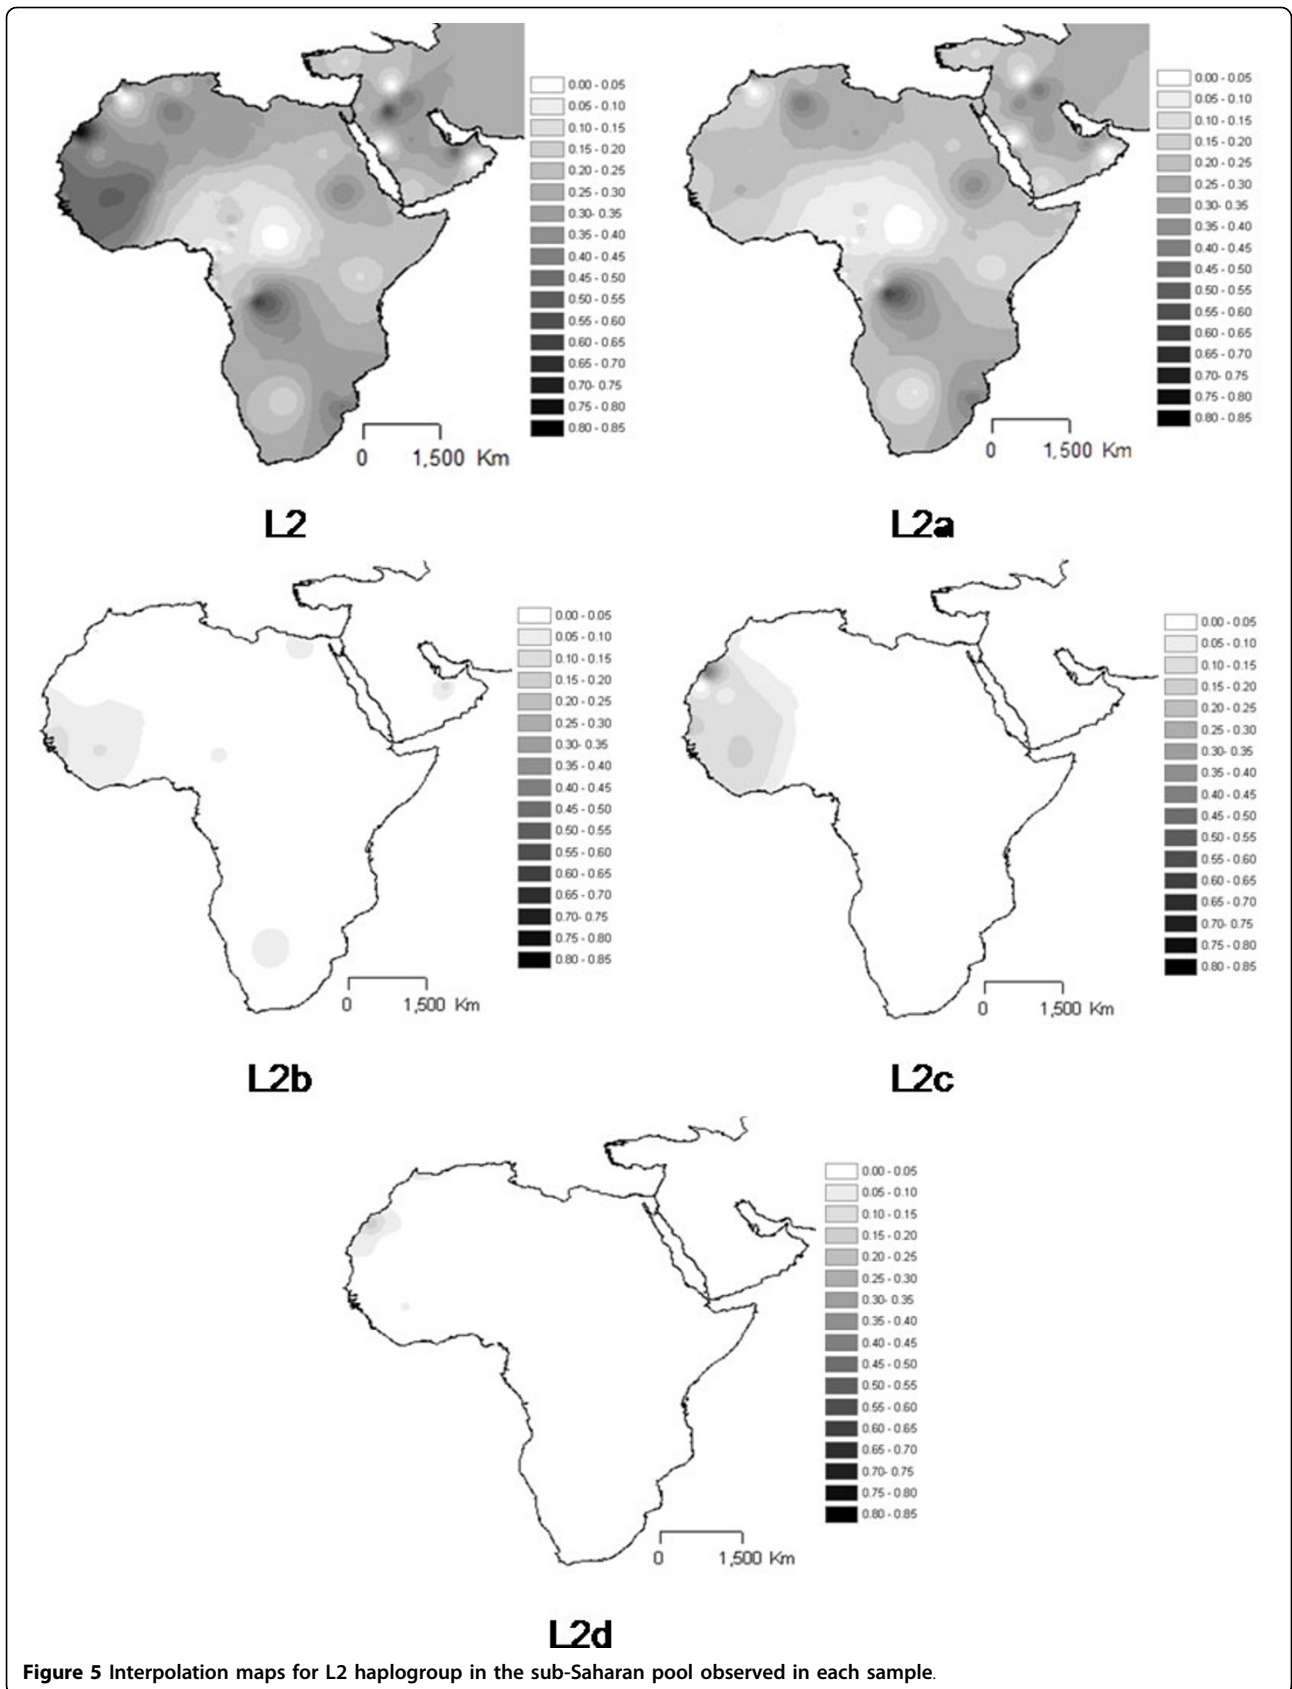 0.00 - 0.05
0.05 - 0.10
0.10 - 0.15
0.15 - 0.20
0.20 - 0.25
0.25 - 0.30
0.30- 0.35
0.35 - 0.40
0.40 - 0.45
0.45 - 0.50
0.50 - 0.55
0.55 - 0.60
0.60 - 0.65
0.65 - 0.70
0.70- 0.75
0.75 - 0.80
0.80 - 0.85
0 1,500 Km
L2
0.00 - 0.05
0.05 - 0.10
0.10 - 0.15
0.15 - 0.20
0.20 - 0.25
0.25 - 0.30
0.30- 0.35
0.35 - 0.40
0.40 - 0.45
0.45 - 0.50
0.50 - 0.55
0.55 - 0.60
0.60 - 0.65
0.65 - 0.70
0.70- 0.75
0.75 - 0.80
0.80 - 0.85
0 1,500 Km
L2a
0.00 - 0.05
0.05 - 0.10
0.10 - 0.15
0.15 - 0.20
0.20 - 0.25
0.25 - 0.30
0.30- 0.35
0.35 - 0.40
0.40 - 0.45
0.45 - 0.50
0.50 - 0.55
0.55 - 0.60
0.60 - 0.65
0.65 - 0.70
0.70- 0.75
0.75 - 0.80
0.80 - 0.85
0 1,500 Km
L2b
0.00 - 0.05
0.05 - 0.10
0.10 - 0.15
0.15 - 0.20
0.20 - 0.25
0.25 - 0.30
0.30- 0.35
0.35 - 0.40
0.40 - 0.45
0.45 - 0.50
0.50 - 0.55
0.55 - 0.60
0.60 - 0.65
0.65 - 0.70
0.70- 0.75
0.75 - 0.80
0.80 - 0.85
0 1,500 Km
L2c
0.00 - 0.05
0.05 - 0.10
0.10 - 0.15
0.15 - 0.20
0.20 - 0.25
0.25 - 0.30
0.30- 0.35
0.35 - 0.40
0.40 - 0.45
0.45 - 0.50
0.50 - 0.55
0.55 - 0.60
0.60 - 0.65
0.65 - 0.70
0.70- 0.75
0.75 - 0.80
0.80 - 0.85
0 1,500 Km
L2d
Figure 5 Interpolation maps for L2 haplogroup in the sub-Saharan pool observed in each sample.